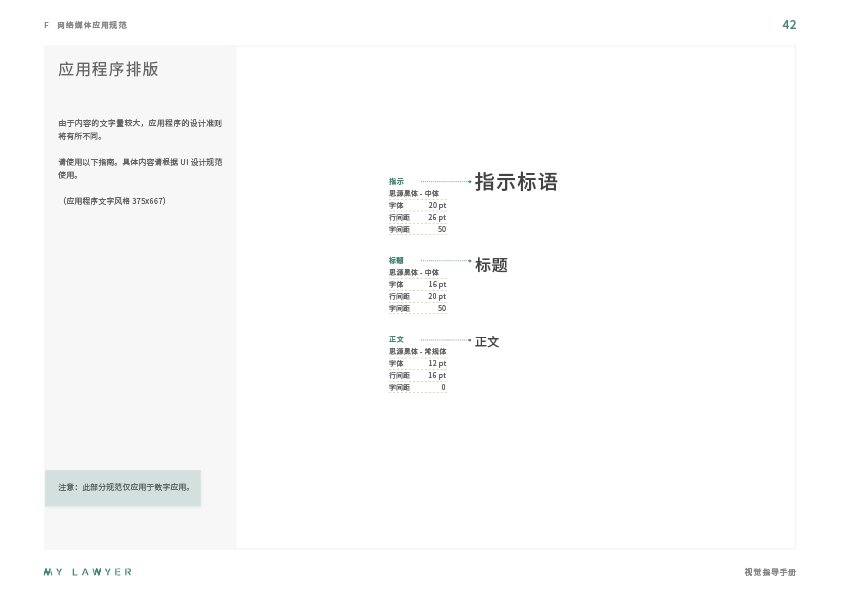 F 网络媒体应用规范
42
应用程序排版
由于内容的文字量较大，应用程序的设计准则
将有所不同。
请使用以下指南。具体内容请根据 UI 设计规范
使用。
（应用程序文字风格 375x667）
指示
指示标语
思源黑体 - 中体
字体 20 pt
行间距 26 pt
字间距 50
标题
标题
思源黑体 - 中体
字体 16 pt
行间距 20 pt
字间距 50
正文
正文
思源黑体 - 常规体
字体 12 pt
行间距 16 pt
字间距 0
注意：此部分规范仅应用于数字应用。
MY LAWYER
视觉指导手册